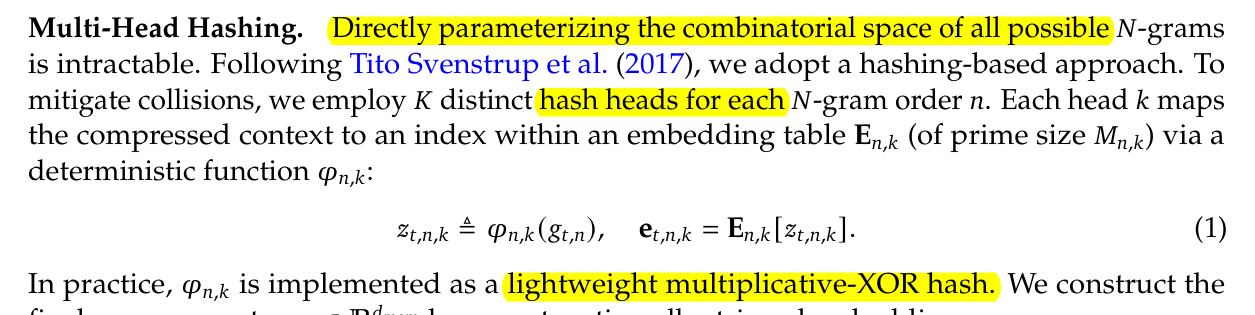 Multi-Head Hashing. Directly parameterizing the combinatorial space of all possible N-grams
is intractable. Following Tito Svenstrup et al. (2017), we adopt a hashing-based approach. To
mitigate collisions, we employ K distinct hash heads for each N-gram order n. Each head k maps
the compressed context to an index within an embedding table E_{n,k} (of prime size M_{n,k}) via a
deterministic function φ_{n,k}:
z_{t,n,k} ≜ φ_{n,k}(g_{t,n}), e_{t,n,k} = E_{n,k}[z_{t,n,k}]. (1)
In practice, φ_{n,k} is implemented as a lightweight multiplicative-XOR hash. We construct the